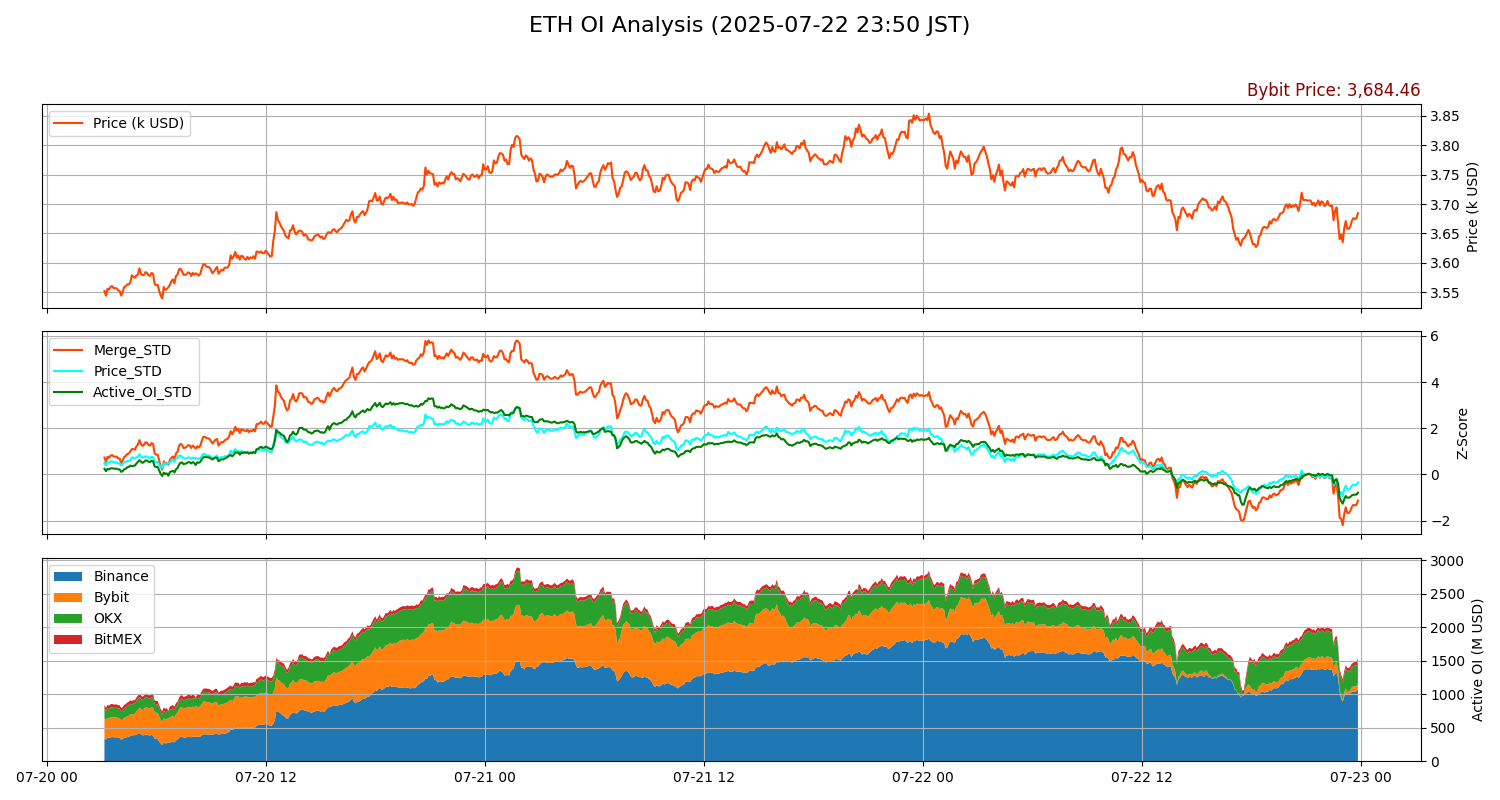 ETH OI Analysis (2025-07-22 23:50 JST)
Bybit Price: 3,684.46
Price (k USD)
3.85
3.80
3.75
3.70
3.65
3.60
3.55
Price (k USD)
Merge_STD
Price_STD
Active_OI_STD
6
4
2
0
−2
Z-Score
Binance
Bybit
OKX
BitMEX
3000
2500
2000
1500
1000
500
0
Active OI (M USD)
07-20 00
07-20 12
07-21 00
07-21 12
07-22 00
07-22 12
07-23 00